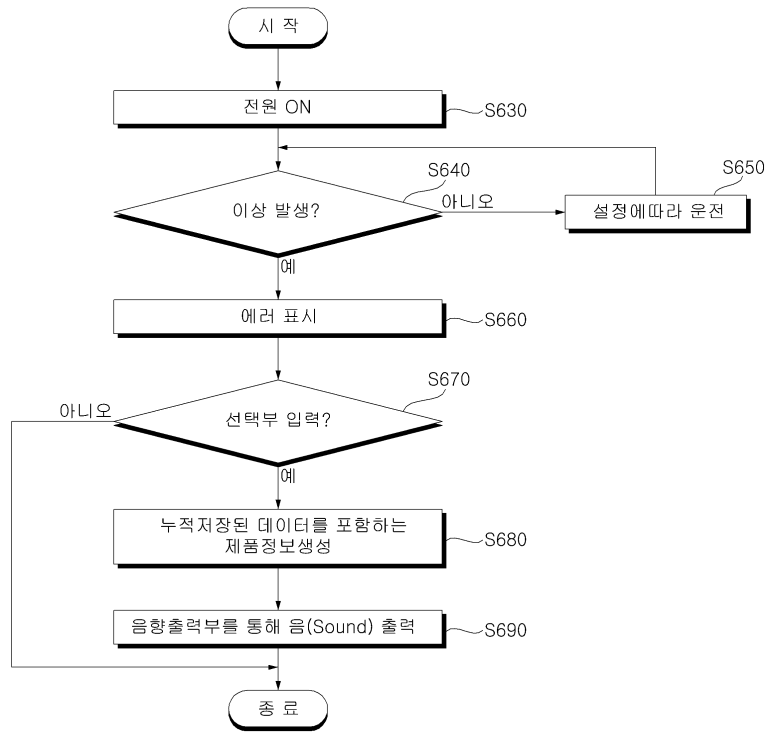 시 작
전원 ON
S630
이상 발생?
S640
아니오
설정에따라 운전
S650
예
에러 표시
S660
선택부 입력?
S670
아니오
예
누적저장된 데이터를 포함하는
제품정보생성
S680
음향출력부를 통해 음(Sound) 출력
S690
종 료